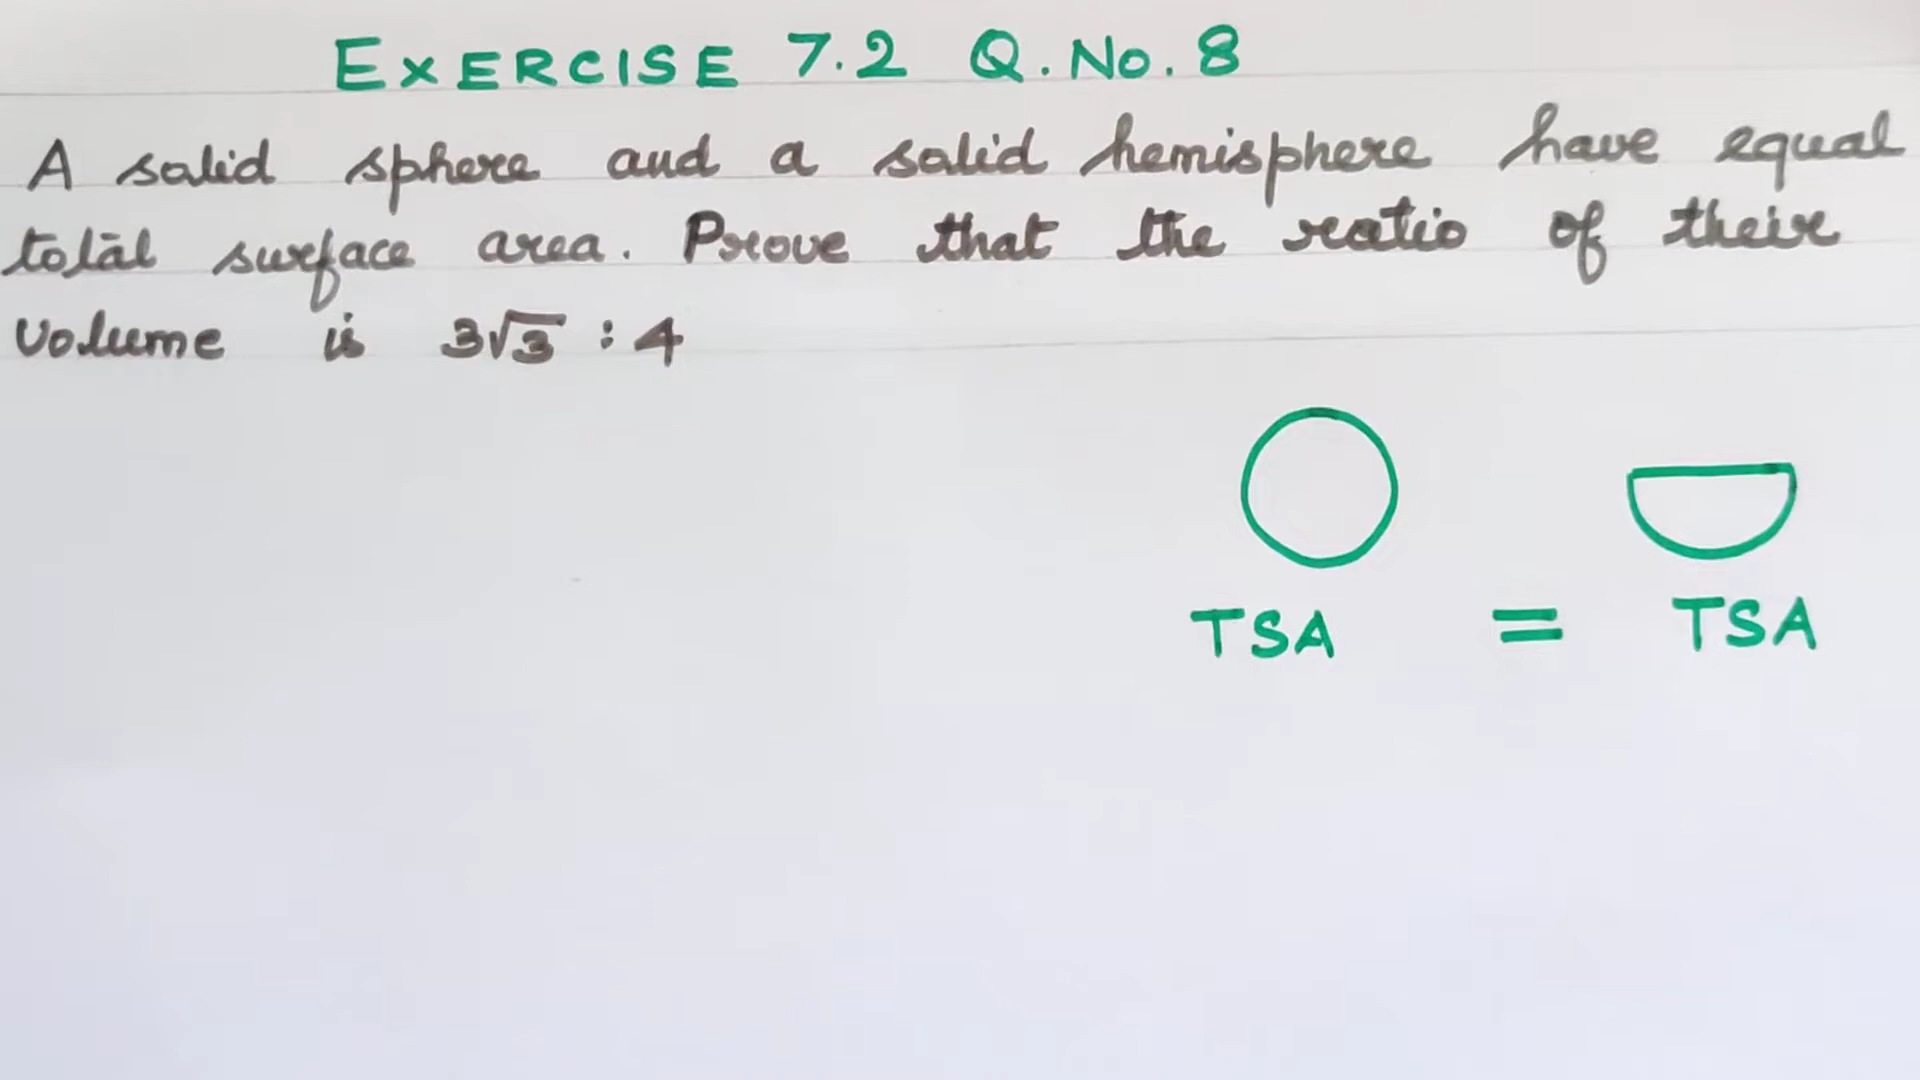 EXERCISE 7.2 Q.No.8
A solid sphere and a solid hemisphere have equal
total surface area. Prove that the ratio of their
volume is 3√3 : 4
TSA = TSA